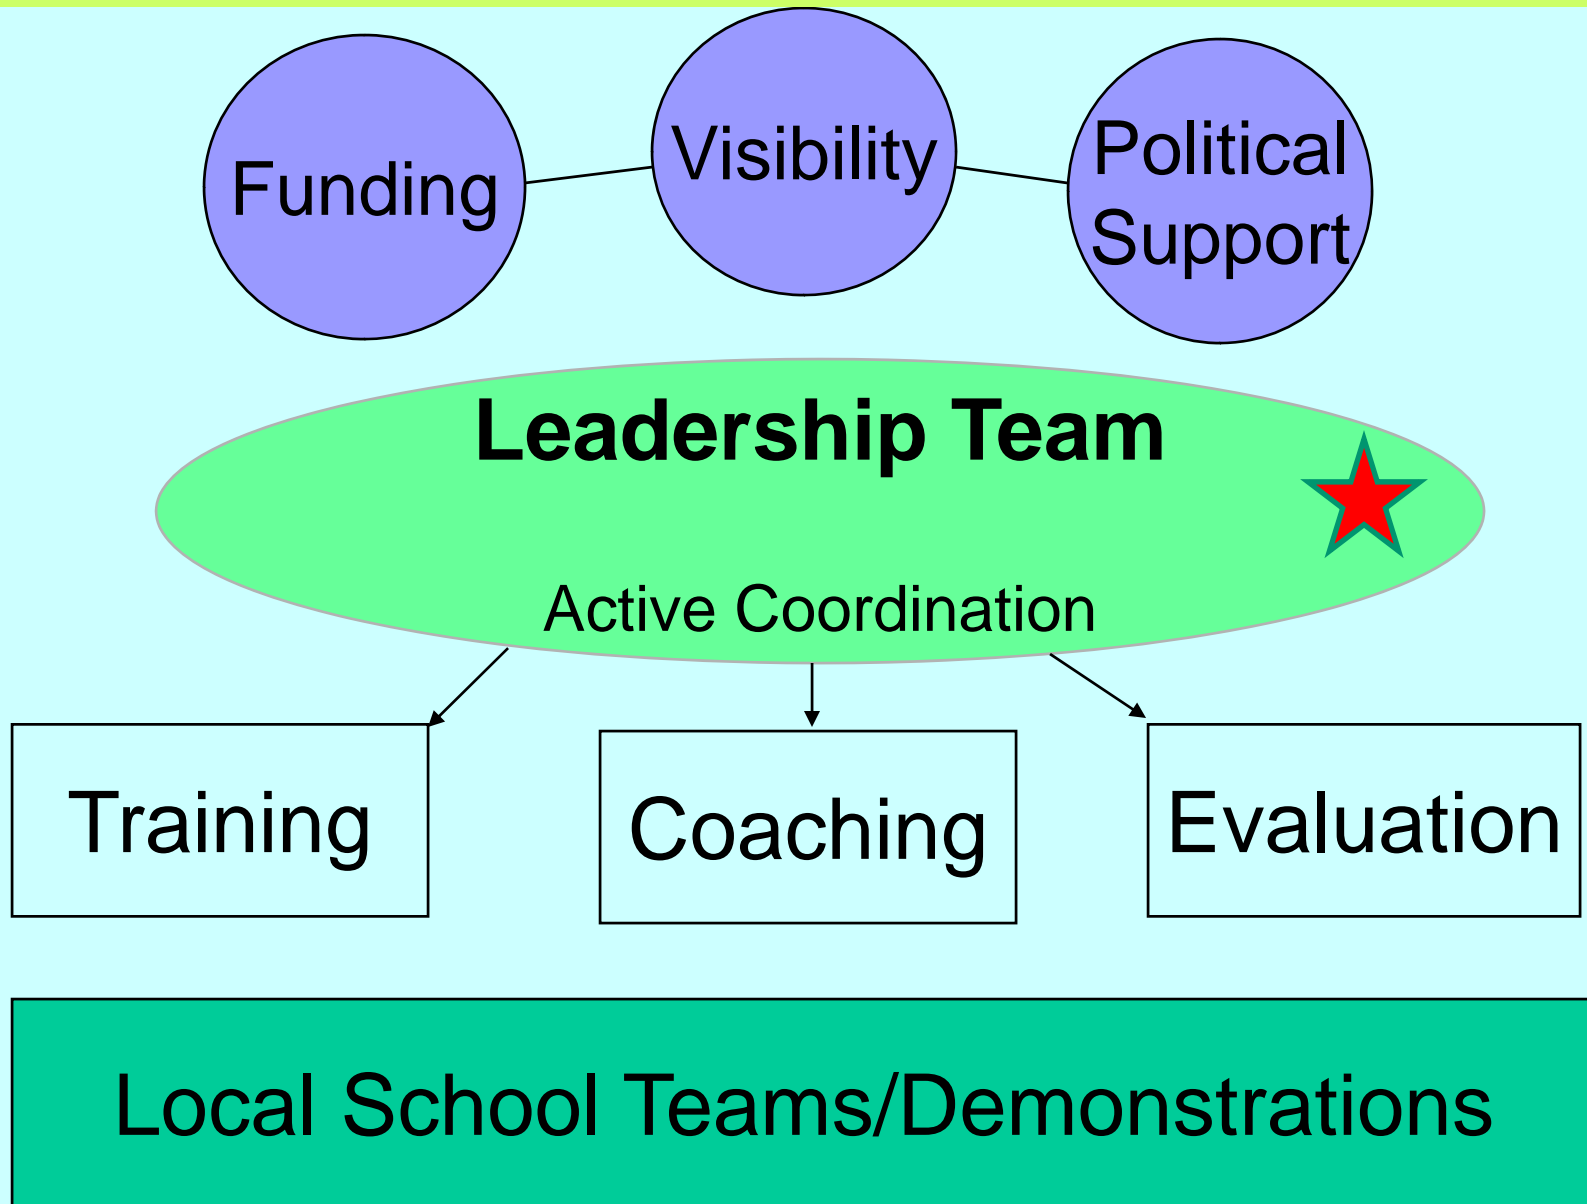 Funding
Visibility
Political
Support
Leadership Team
Active Coordination
Training
Coaching
Evaluation
Local School Teams/Demonstrations